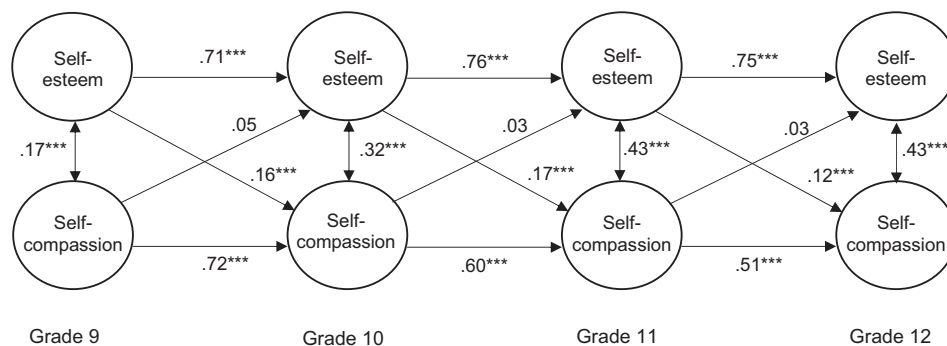 Self-
esteem
.71***
Self-
esteem
.76***
Self-
esteem
.75***
Self-
esteem
.05
.03
.03
.17***
.32***
.43***
.43***
.16***
.17***
.12***
Self-
compassion
.72***
Self-
compassion
.60***
Self-
compassion
.51***
Self-
compassion
Grade 9
Grade 10
Grade 11
Grade 12